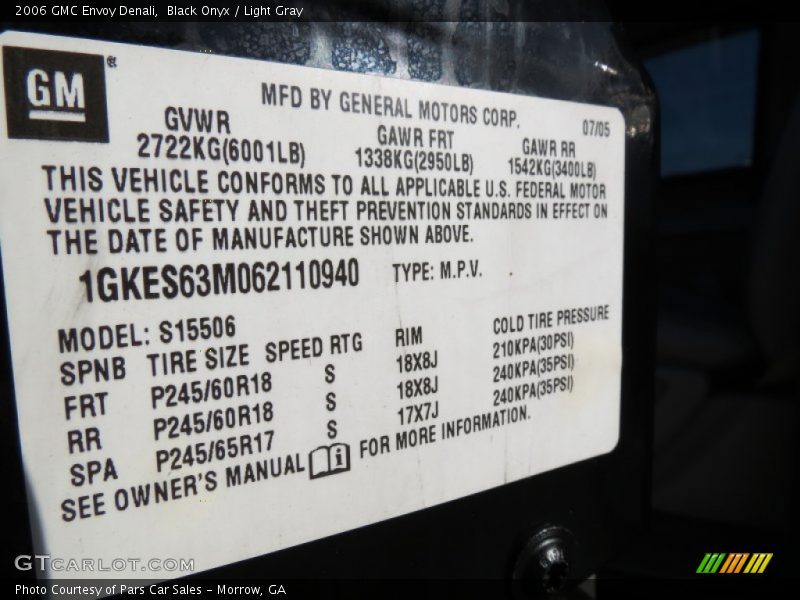 2006 GMC Envoy Denali, Black Onyx / Light Gray
GM®
MFD BY GENERAL MOTORS CORP.
07/05
GVWR GAWR FRT GAWR RR
2722KG(6001LB) 1338KG(2950LB) 1542KG(3400LB)
THIS VEHICLE CONFORMS TO ALL APPLICABLE U.S. FEDERAL MOTOR
VEHICLE SAFETY AND THEFT PREVENTION STANDARDS IN EFFECT ON
THE DATE OF MANUFACTURE SHOWN ABOVE.
1GKES63M062110940 TYPE: M.P.V.
MODEL: S15506
SPNB TIRE SIZE SPEED RTG RIM COLD TIRE PRESSURE
FRT P245/60R18 S 18X8J 210KPA(30PSI)
RR P245/60R18 S 18X8J 240KPA(35PSI)
SPA P245/65R17 S 17X7J 240KPA(35PSI)
SEE OWNER'S MANUAL FOR MORE INFORMATION.
GTCARLOT.COM
Photo Courtesy of Pars Car Sales - Morrow, GA